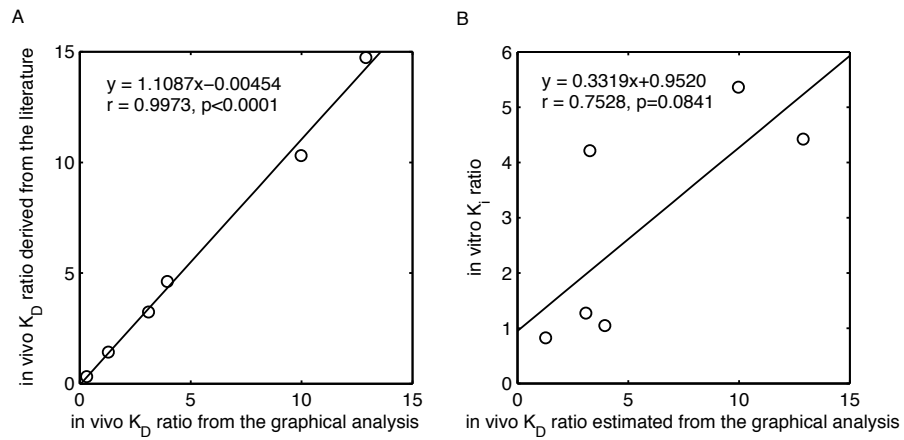 A
in vivo K_D ratio derived from the literature
15
10
5
0
y = 1.1087x−0.00454
r = 0.9973, p<0.0001
0 5 10 15
in vivo K_D ratio from the graphical analysis
B
in vitro K_i ratio
6
5
4
3
2
1
0
y = 0.3319x+0.9520
r = 0.7528, p=0.0841
0 5 10 15
in vivo K_D ratio estimated from the graphical analysis